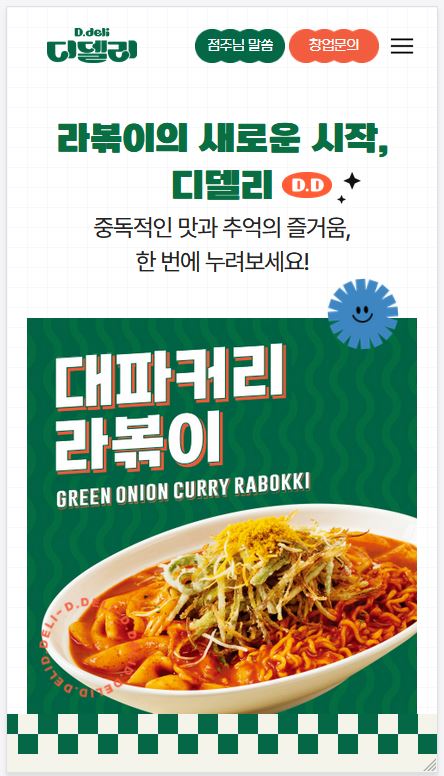 D.deli
디델리
점주님 말씀
창업문의
라볶이의 새로운 시작,
디델리 D.D
중독적인 맛과 추억의 즐거움,
한 번에 누려보세요!
대파커리
라볶이
GREEN ONION CURRY RABOKKI